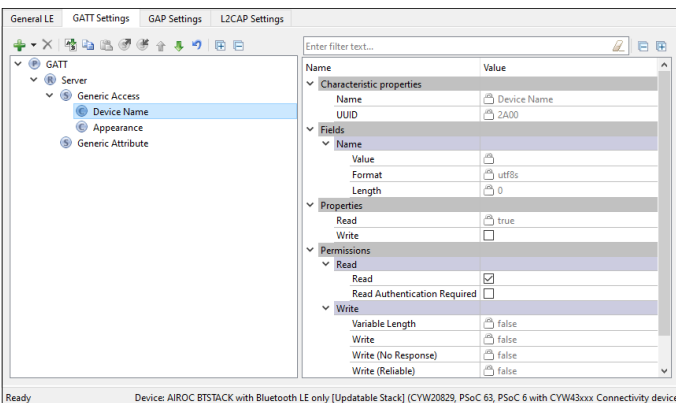 General LE GATT Settings GAP Settings L2CAP Settings
Enter filter text...
P GATT
R Server
S Generic Access
C Device Name
C Appearance
S Generic Attribute
Name Value
Characteristic properties
Name Device Name
UUID 2A00
Fields
Name
Value
Format utf8s
Length 0
Properties
Read true
Write
Permissions
Read
Read
Read Authentication Required
Write
Variable Length false
Write false
Write (No Response) false
Write (Reliable) false
Ready Device: AIROC BTSTACK with Bluetooth LE only [Updatable Stack] (CYW20829, PSoC 63, PSoC 6 with CYW43xxx Connectivity device